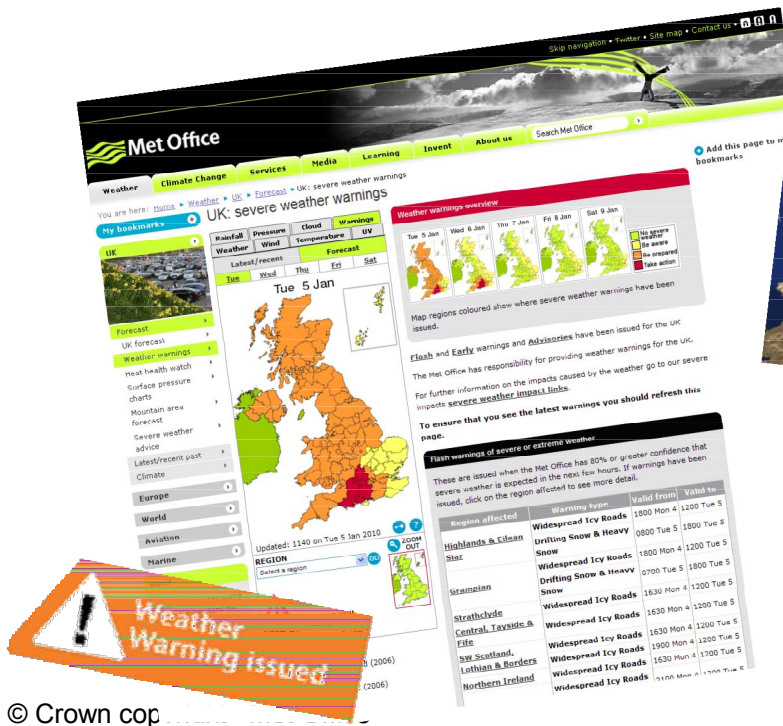 Skip navigation • Twitter • Site map • Contact us • A A A
Met Office
Weather Climate Change Services Media Learning Invent About us Search Met Office
You are here: Home ▸ Weather ▸ UK ▸ Forecast ▸ UK: severe weather warnings
Add this page to m
bookmarks
My bookmarks
UK: severe weather warnings
UK
Rainfall Pressure Cloud Warnings
Weather Wind Temperature UV
Latest/recent Forecast
Tue Wed Thu Fri Sat
Tue 5 Jan
Forecast
UK forecast
Weather warnings
Heat health watch
Surface pressure
charts
Mountain area
forecast
Severe weather
advice
Latest/recent past
Climate
Europe
World
Aviation
Marine
Updated: 1140 on Tue 5 Jan 2010
REGION
Select a region
GO
ZOOM
OUT
Weather warnings overview
Tue 5 Jan Wed 6 Jan Thu 7 Jan Fri 8 Jan Sat 9 Jan
No severe
weather
Be aware
Be prepared
Take action
Map regions coloured show where severe weather warnings have been
issued.
Flash and Early warnings and Advisories have been issued for the UK
The Met Office has responsibility for providing weather warnings for the UK.
For further information on the impacts caused by the weather go to our severe
impacts severe weather impact links.
To ensure that you see the latest warnings you should refresh this
page.
Flash warnings of severe or extreme weather
These are issued when the Met Office has 80% or greater confidence that
severe weather is expected in the next few hours. If warnings have been
issued, click on the region affected to see more detail.
Region affected Warning type Valid from Valid to
Highlands & Eilean
Siar
Widespread Icy Roads 1800 Mon 4 1200 Tue 5
Drifting Snow & Heavy
Snow 0800 Tue 5 1800 Tue 5
Grampian
Widespread Icy Roads 1800 Mon 4 1200 Tue 5
Drifting Snow & Heavy
Snow 0700 Tue 5 1800 Tue 5
Strathclyde Widespread Icy Roads 1630 Mon 4 1200 Tue 5
Central, Tayside &
Fife Widespread Icy Roads 1630 Mon 4 1200 Tue 5
SW Scotland,
Lothian & Borders Widespread Icy Roads 1630 Mon 4 1200 Tue 5
Northern Ireland Widespread Icy Roads 1900 Mon 4 1200 Tue 5
Widespread Icy Roads 1630 Mon 4 1200 Tue 5
Widespread Icy Roads 2100 Mon 4 1200 Tue 5
(2006)
(2006)
Weather
Warning issued
© Crown cop